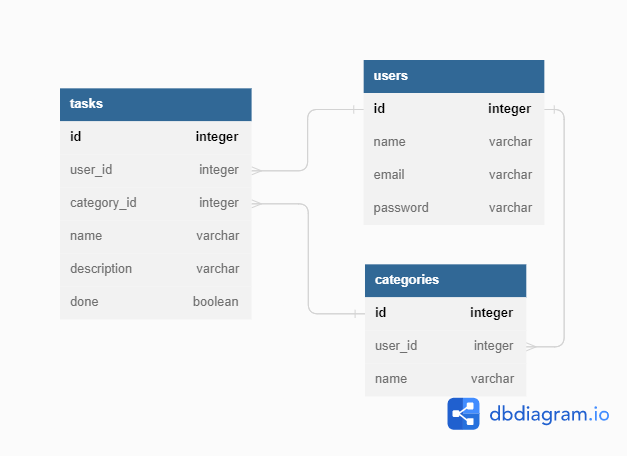 tasks
id integer
user_id integer
category_id integer
name varchar
description varchar
done boolean
users
id integer
name varchar
email varchar
password varchar
categories
id integer
user_id integer
name varchar
dbdiagram.io